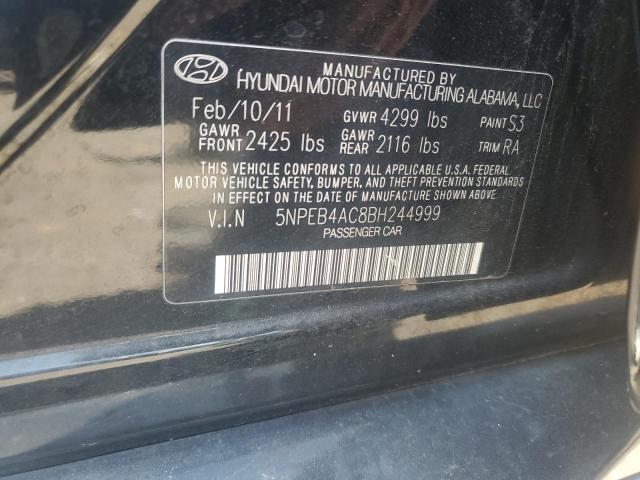 MANUFACTURED BY
HYUNDAI MOTOR MANUFACTURING ALABAMA, LLC
Feb/10/11 GVWR 4299 lbs PAINT S3
GAWR FRONT 2425 lbs GAWR REAR 2116 lbs TRIM RA
THIS VEHICLE CONFORMS TO ALL APPLICABLE U.S.A. FEDERAL
MOTOR VEHICLE SAFETY, BUMPER, AND THEFT PREVENTION STANDARDS
IN EFFECT ON THE DATE OF MANUFACTURE SHOWN ABOVE.
V.I.N 5NPEB4AC8BH244999
PASSENGER CAR